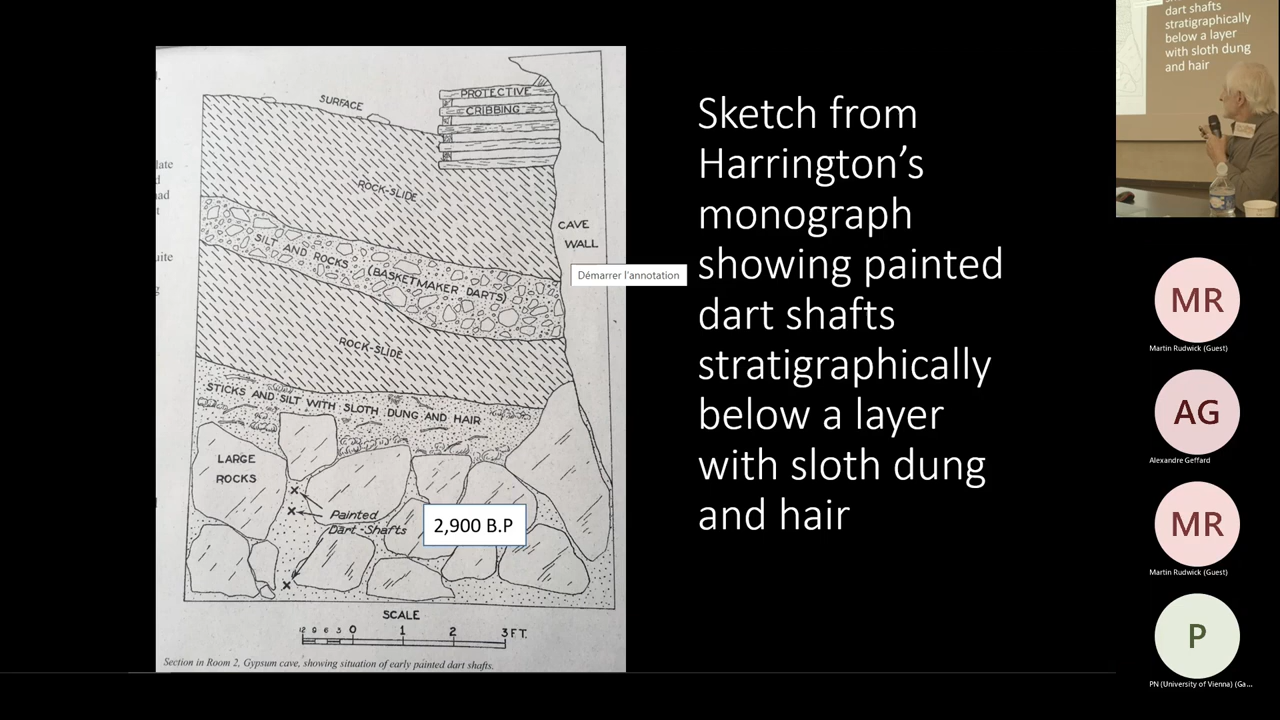 SURFACE
PROTECTIVE
CRIBBING
ROCK-SLIDE
CAVE
WALL
SILT AND ROCKS (BASKETMAKER DARTS)
ROCK-SLIDE
STICKS AND SILT WITH SLOTH DUNG AND HAIR
LARGE
ROCKS
Painted
Dart-Shafts
2,900 B.P
SCALE
12 9 6 3 0 1 2 3 FT.
Section in Room 2, Gypsum cave, showing situation of early painted dart shafts.
Démarrer l'annotation
Sketch from
Harrington's
monograph
showing painted
dart shafts
stratigraphically
below a layer
with sloth dung
and hair
dart shafts
stratigraphically
below a layer
with sloth dung
and hair
MR
Martin Rudwick (Guest)
AG
Alexandre Geffard
MR
Martin Rudwick (Guest)
P
PN (University of Vienna) (Ga...